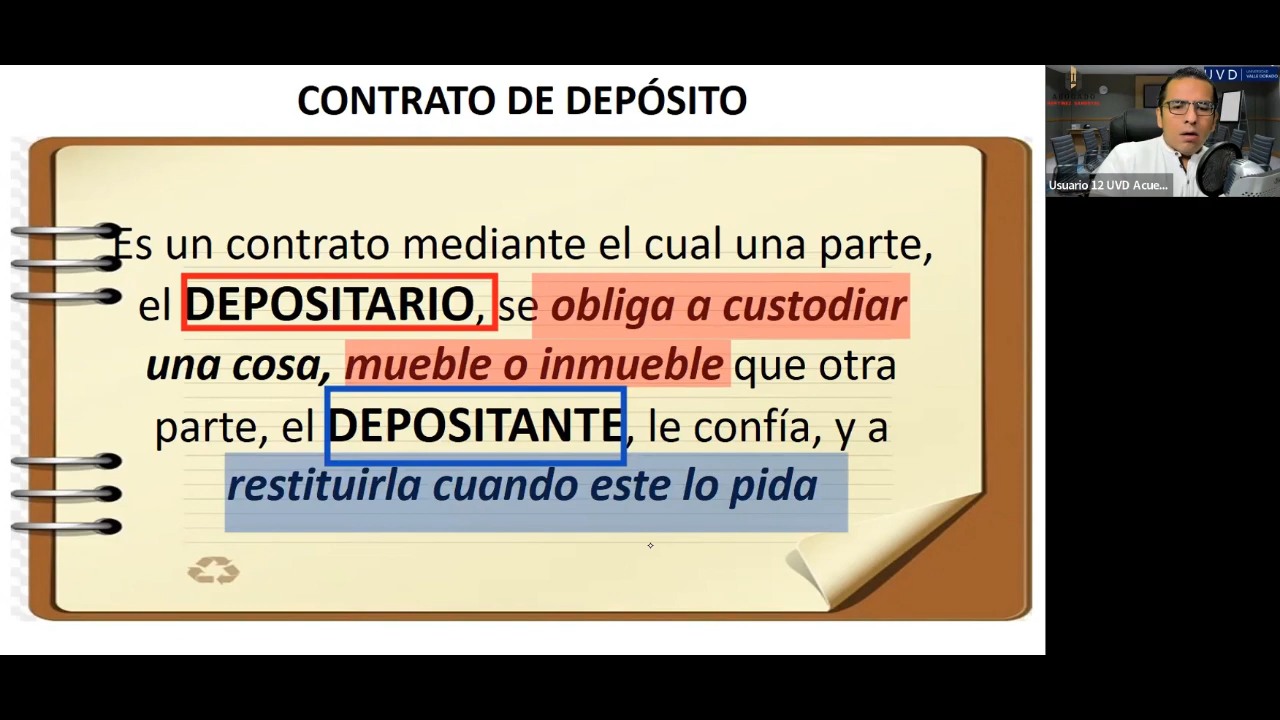 CONTRATO DE DEPÓSITO
Es un contrato mediante el cual una parte,
el DEPOSITARIO, se obliga a custodiar
una cosa, mueble o inmueble que otra
parte, el DEPOSITANTE, le confía, y a
restituirla cuando este lo pida
UVD
Usuario 12 UVD Acue...